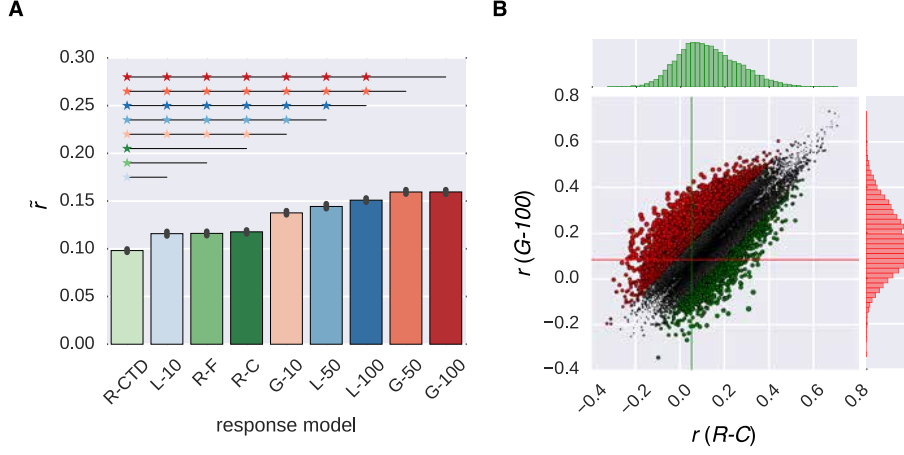 A
0.30
0.25
0.20
0.15
0.10
0.05
0.00
r̃
R-CTD
L-10
R-F
R-C
G-10
L-50
L-100
G-50
G-100
response model
B
0.8
0.6
0.4
0.2
0.0
−0.2
−0.4
r (G-100)
−0.4
−0.2
0.0
0.2
0.4
0.6
0.8
r (R-C)